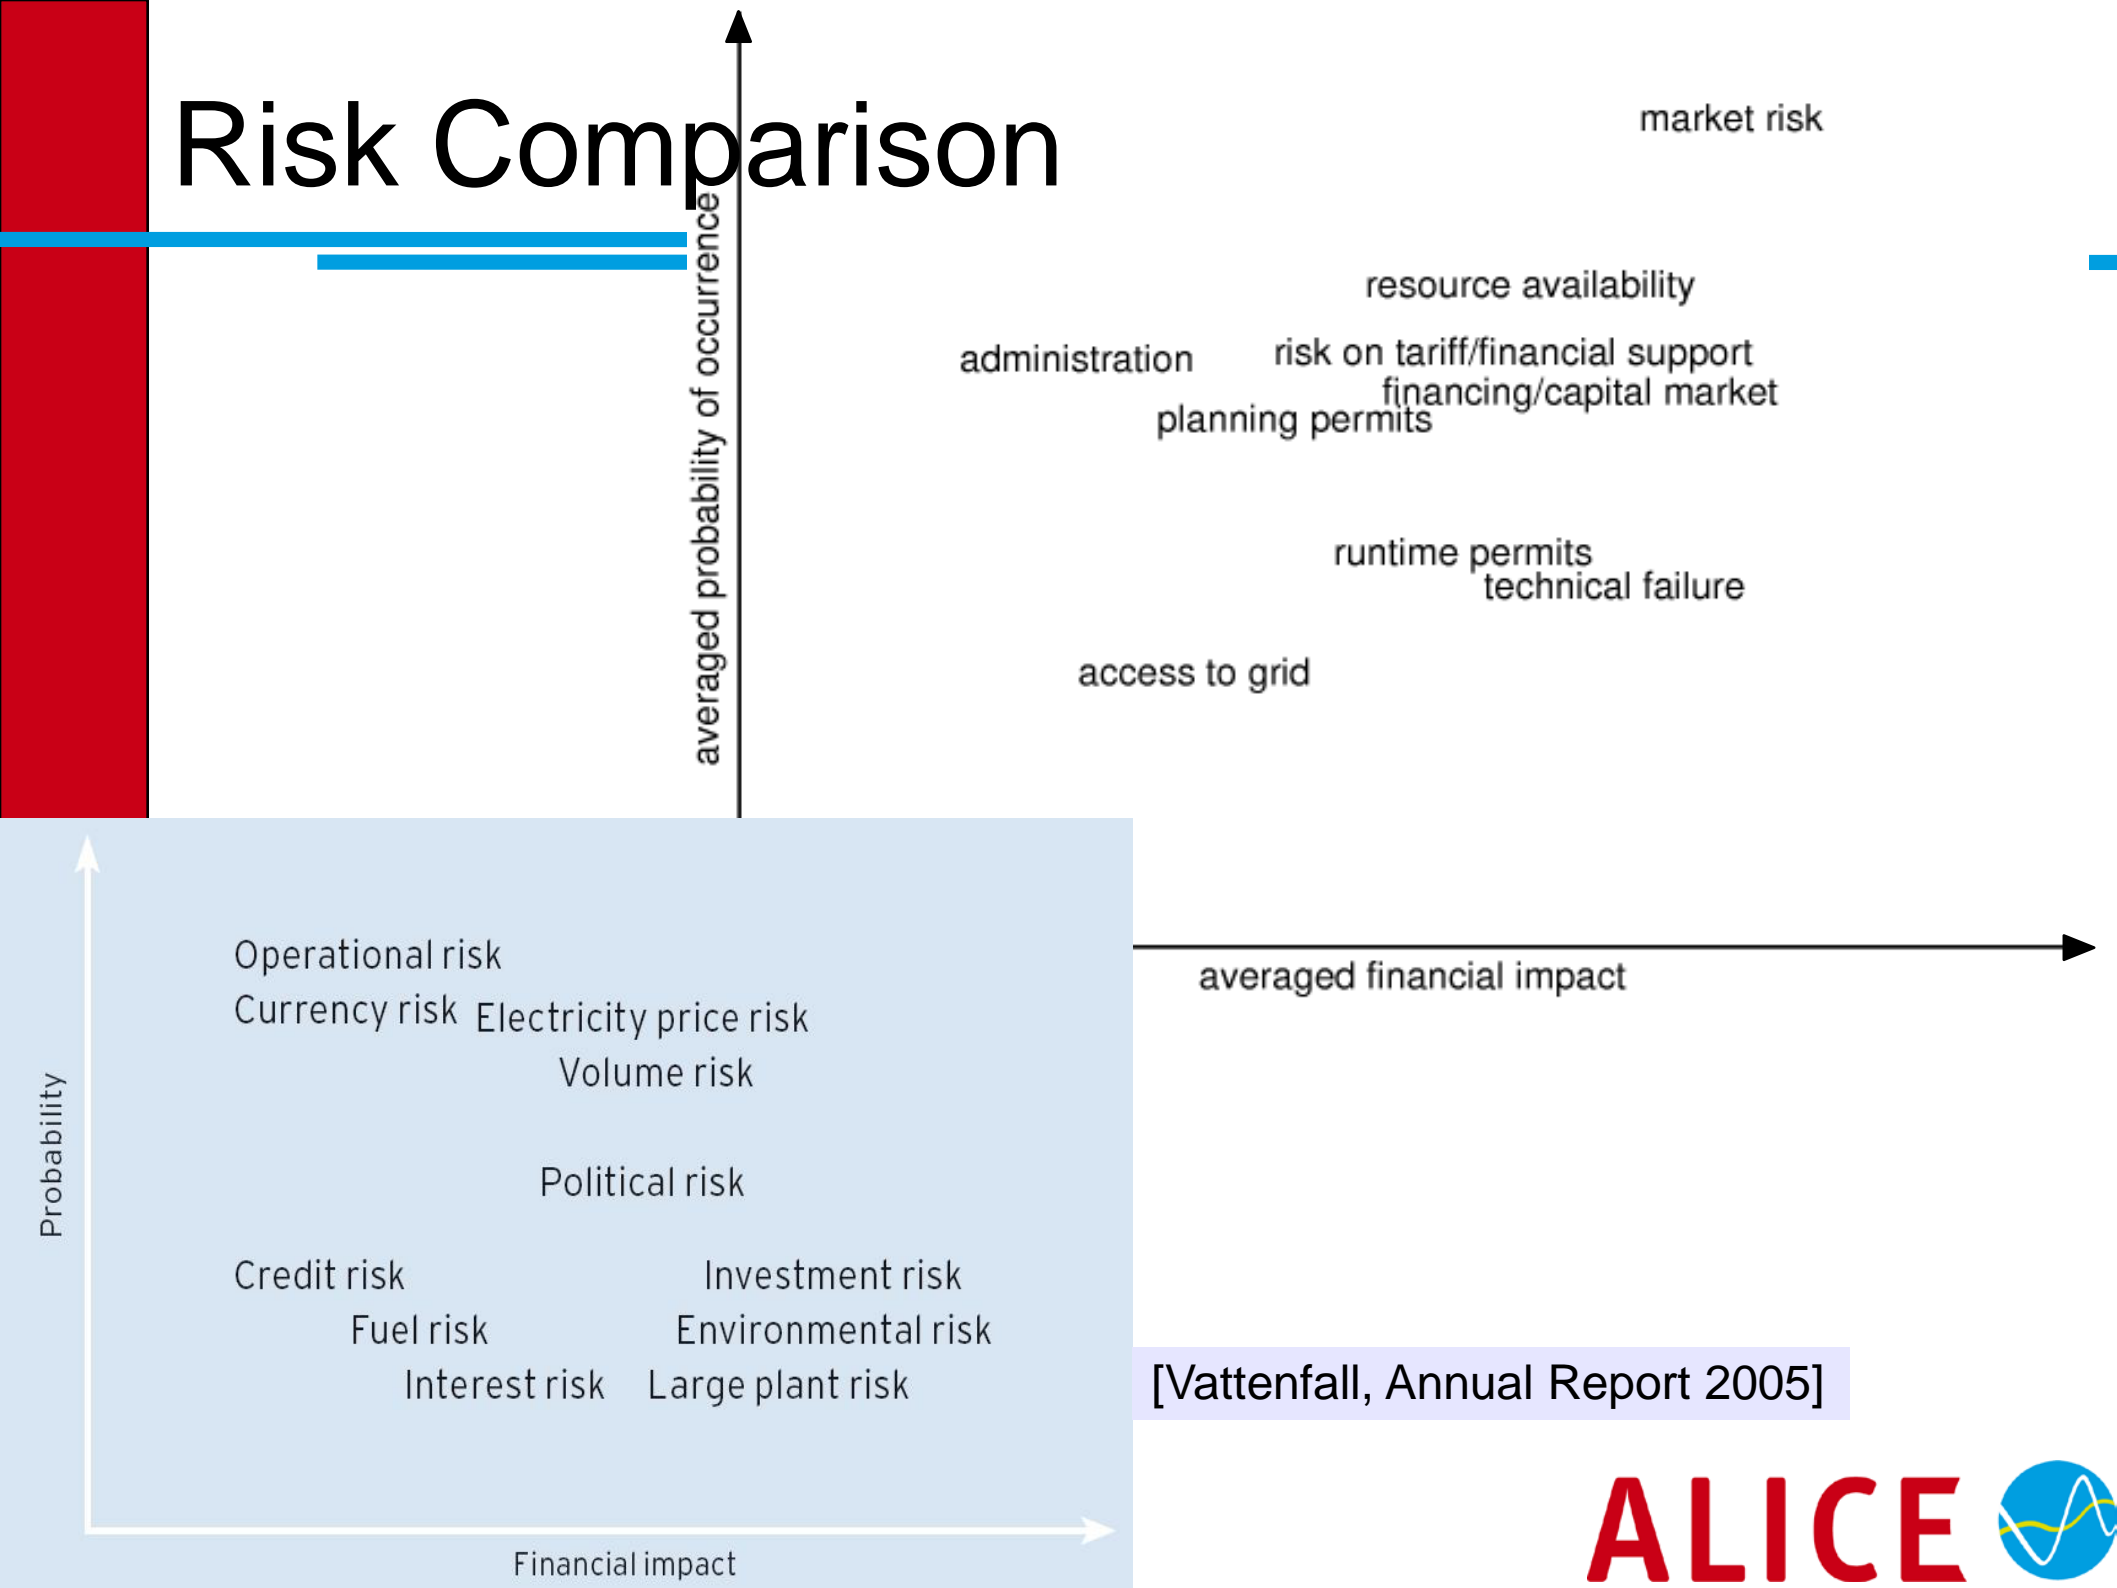 Risk Comparison
market risk
averaged probability of occurrence
resource availability
administration
risk on tariff/financial support
financing/capital market
planning permits
runtime permits
technical failure
access to grid
averaged financial impact
Probability
Operational risk
Currency risk
Electricity price risk
Volume risk
Political risk
Credit risk
Investment risk
Fuel risk
Environmental risk
Interest risk
Large plant risk
Financial impact
[Vattenfall, Annual Report 2005]
ALICE